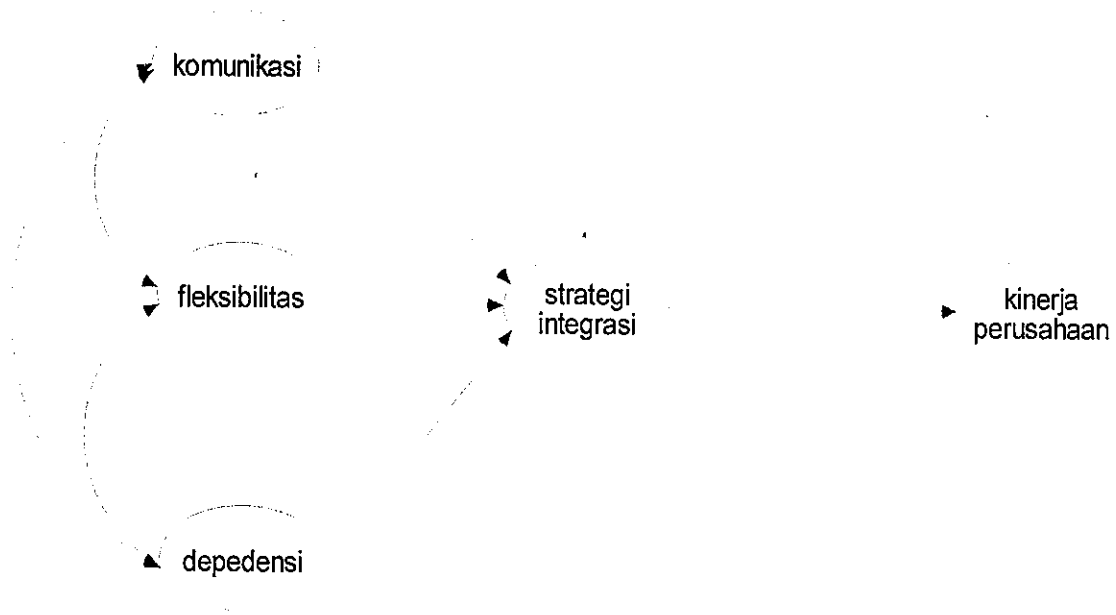 komunikasi
fleksibilitas
strategi
integrasi
kinerja
perusahaan
depedensi